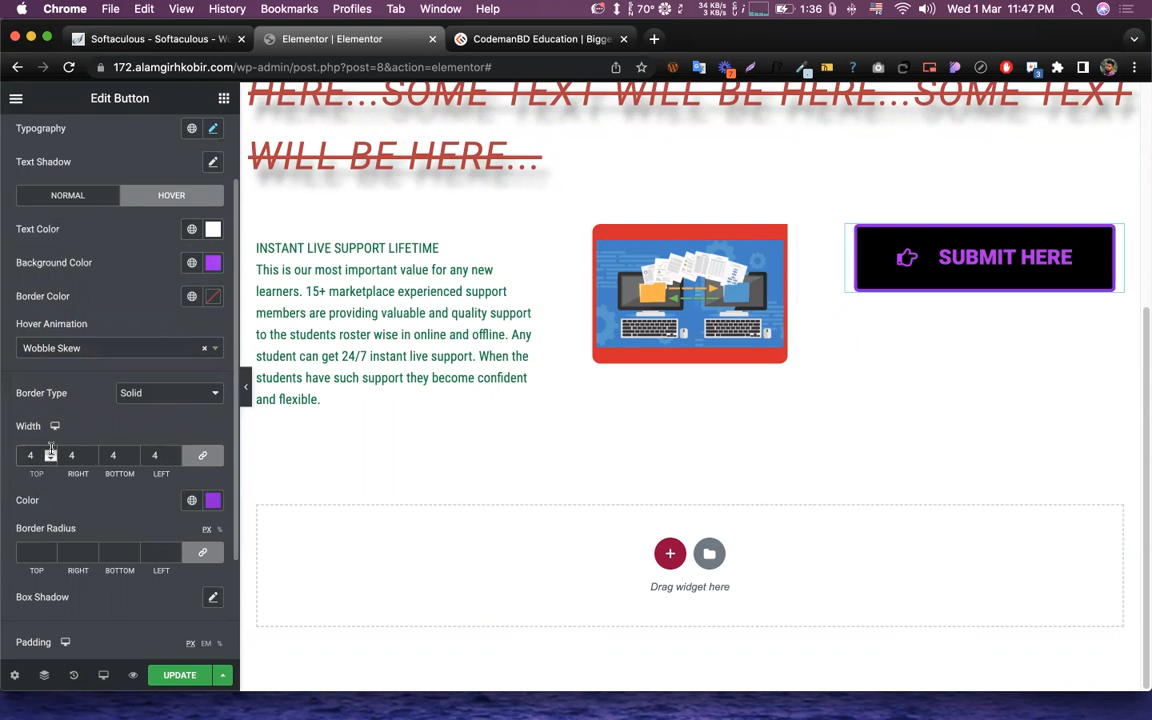 Chrome File Edit View History Bookmarks Profiles Tab Window Help 34 KB/s 3 KB/s 70° 1:36 Wed 1 Mar 11:47 PM
Softaculous - Softaculous - W
Elementor | Elementor
CodemanBD Education | Bigge
172.alamgirhkobir.com/wp-admin/post.php?post=8&action=elementor#
Edit Button
Typography
Text Shadow
NORMAL HOVER
Text Color
Background Color
Border Color
Hover Animation
Wobble Skew
Border Type Solid
Width
4 4 4 4
TOP RIGHT BOTTOM LEFT
Color
Border Radius PX %
TOP RIGHT BOTTOM LEFT
Box Shadow
Padding PX EM %
UPDATE
HERE...SOME TEXT WILL BE HERE...SOME TEXT
WILL BE HERE...
INSTANT LIVE SUPPORT LIFETIME
This is our most important value for any new
learners. 15+ marketplace experienced support
members are providing valuable and quality support
to the students roster wise in online and offline. Any
student can get 24/7 instant live support. When the
students have such support they become confident
and flexible.
SUBMIT HERE
Drag widget here